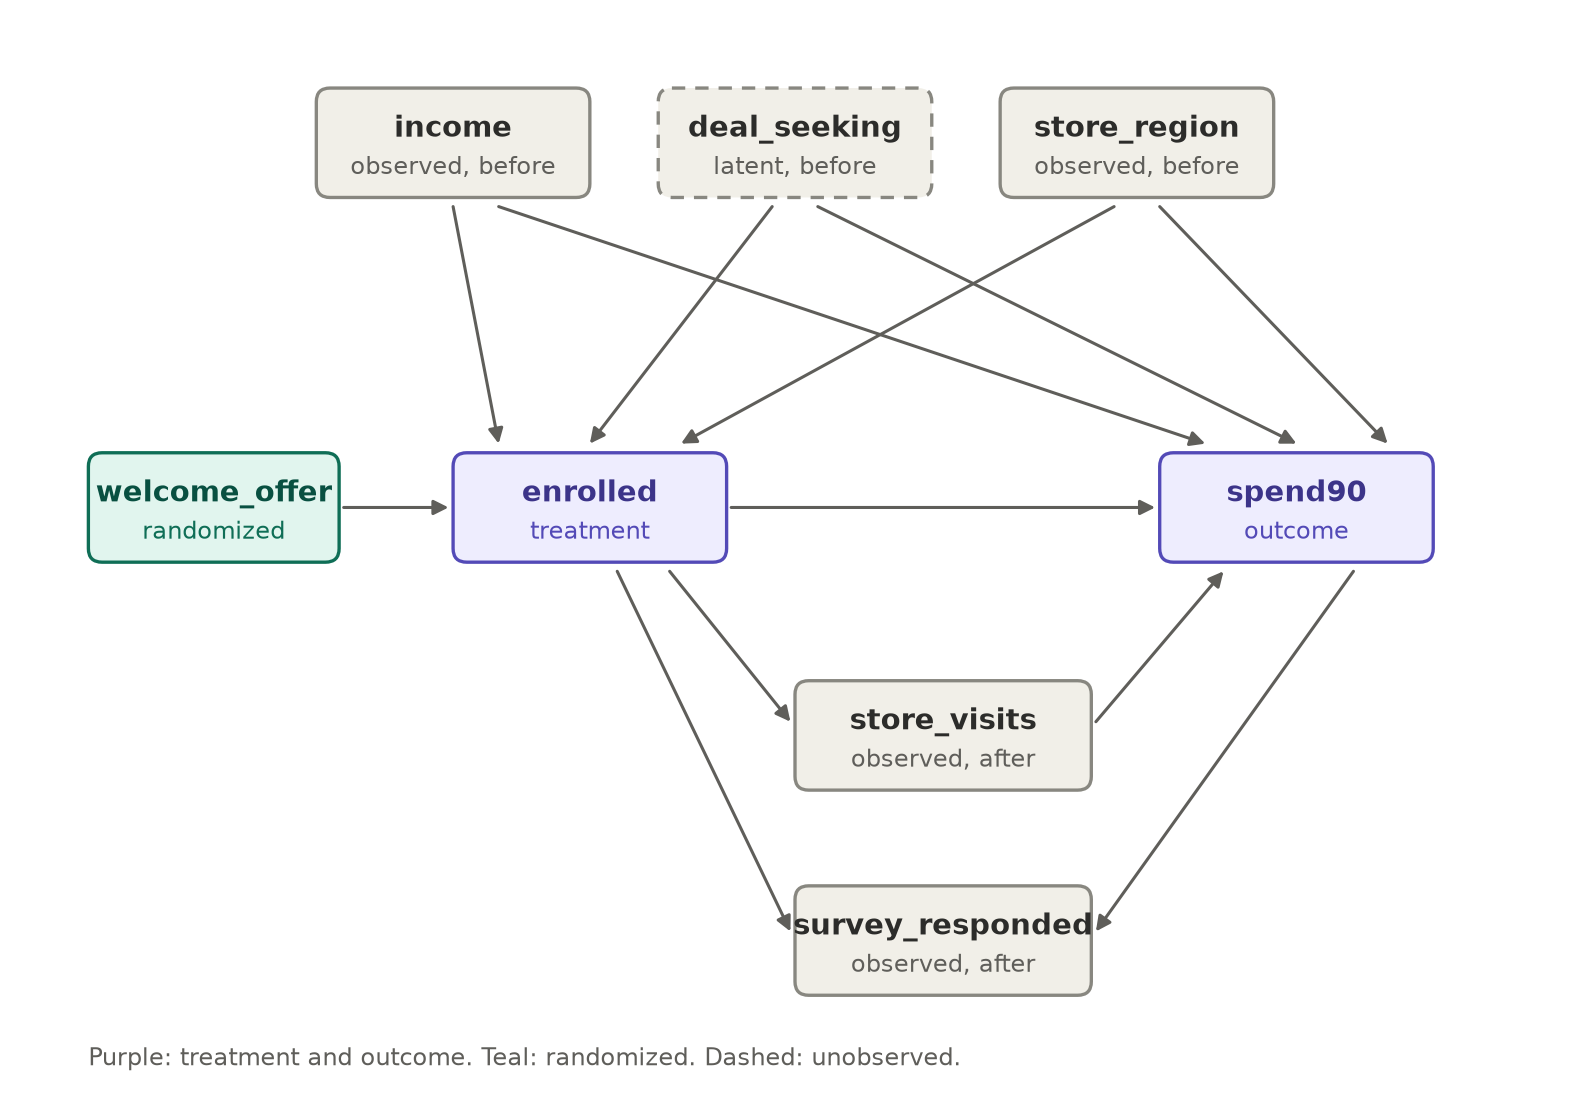 income
observed, before
deal_seeking
latent, before
store_region
observed, before
welcome_offer
randomized
enrolled
treatment
spend90
outcome
store_visits
observed, after
survey_responded
observed, after
Purple: treatment and outcome. Teal: randomized. Dashed: unobserved.